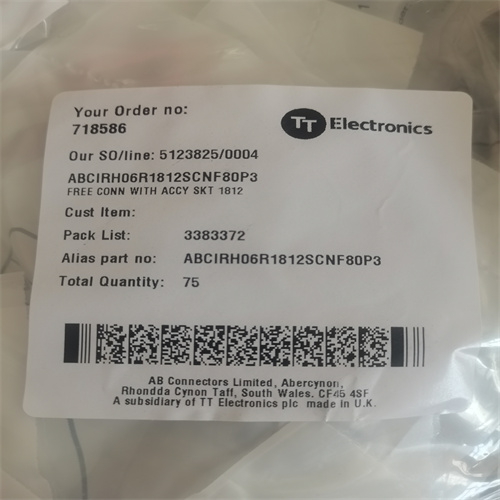 Your Order no:
718586
TT Electronics
Our SO/line: 5123825/0004
ABCIRH06R1812SCNF80P3
FREE CONN WITH ACCY SKT 1812
Cust Item:
Pack List: 3383372
Alias part no: ABCIRH06R1812SCNF80P3
Total Quantity: 75
AB Connectors Limited, Abercynon,
Rhondda Cynon Taff, South Wales. CF45 4SF
A subsidiary of TT Electronics plc made in U.K.